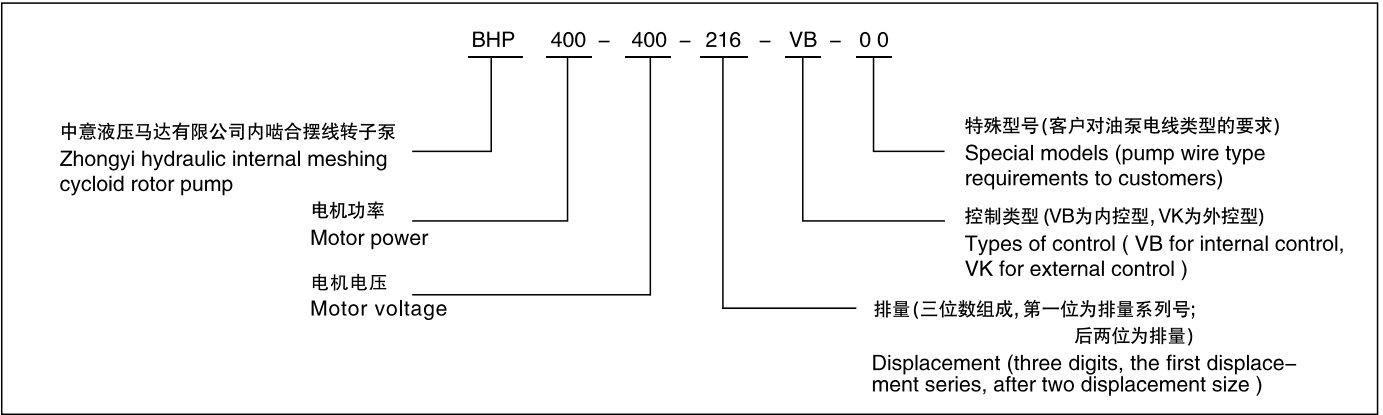 BHP 400 - 400 - 216 - VB - 00
中意液压马达有限公司内啮合摆线转子泵
Zhongyi hydraulic internal meshing
cycloid rotor pump
电机功率
Motor power
电机电压
Motor voltage
特殊型号(客户对油泵电线类型的要求)
Special models (pump wire type
requirements to customers)
控制类型(VB为内控型, VK为外控型)
Types of control ( VB for internal control,
VK for external control )
排量(三位数组成, 第一位为排量系列号;
后两位为排量)
Displacement (three digits, the first displace-
ment series, after two displacement size )